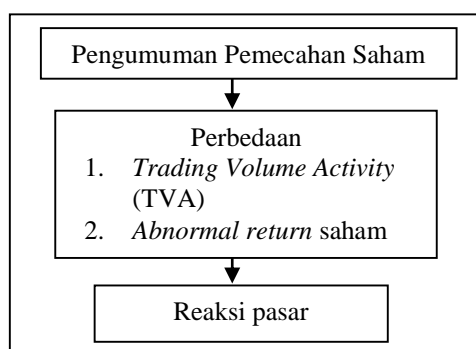 Pengumuman Pemecahan Saham
Perbedaan
1. Trading Volume Activity
(TVA)
2. Abnormal return saham
Reaksi pasar